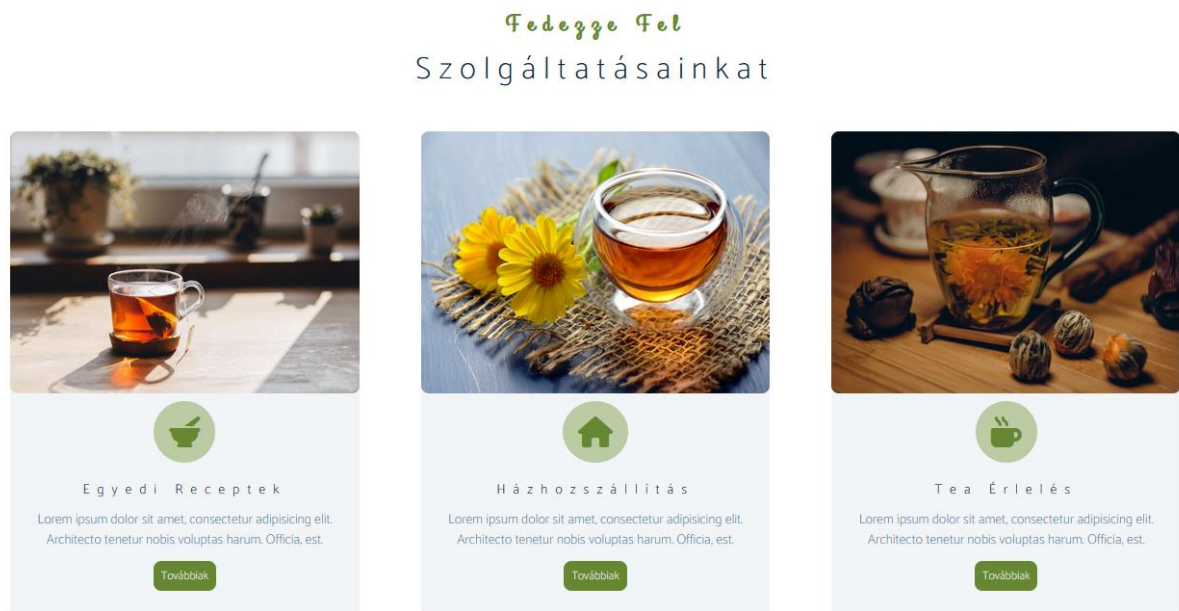 Fedezze Fel
Szolgáltatásainkat
Egyedi Receptek
Lorem ipsum dolor sit amet, consectetur adipisicing elit.
Architecto tenetur nobis voluptas harum. Officia, est.
Továbbiak
Házhozszállítás
Lorem ipsum dolor sit amet, consectetur adipisicing elit.
Architecto tenetur nobis voluptas harum. Officia, est.
Továbbiak
Tea Érlelés
Lorem ipsum dolor sit amet, consectetur adipisicing elit.
Architecto tenetur nobis voluptas harum. Officia, est.
Továbbiak